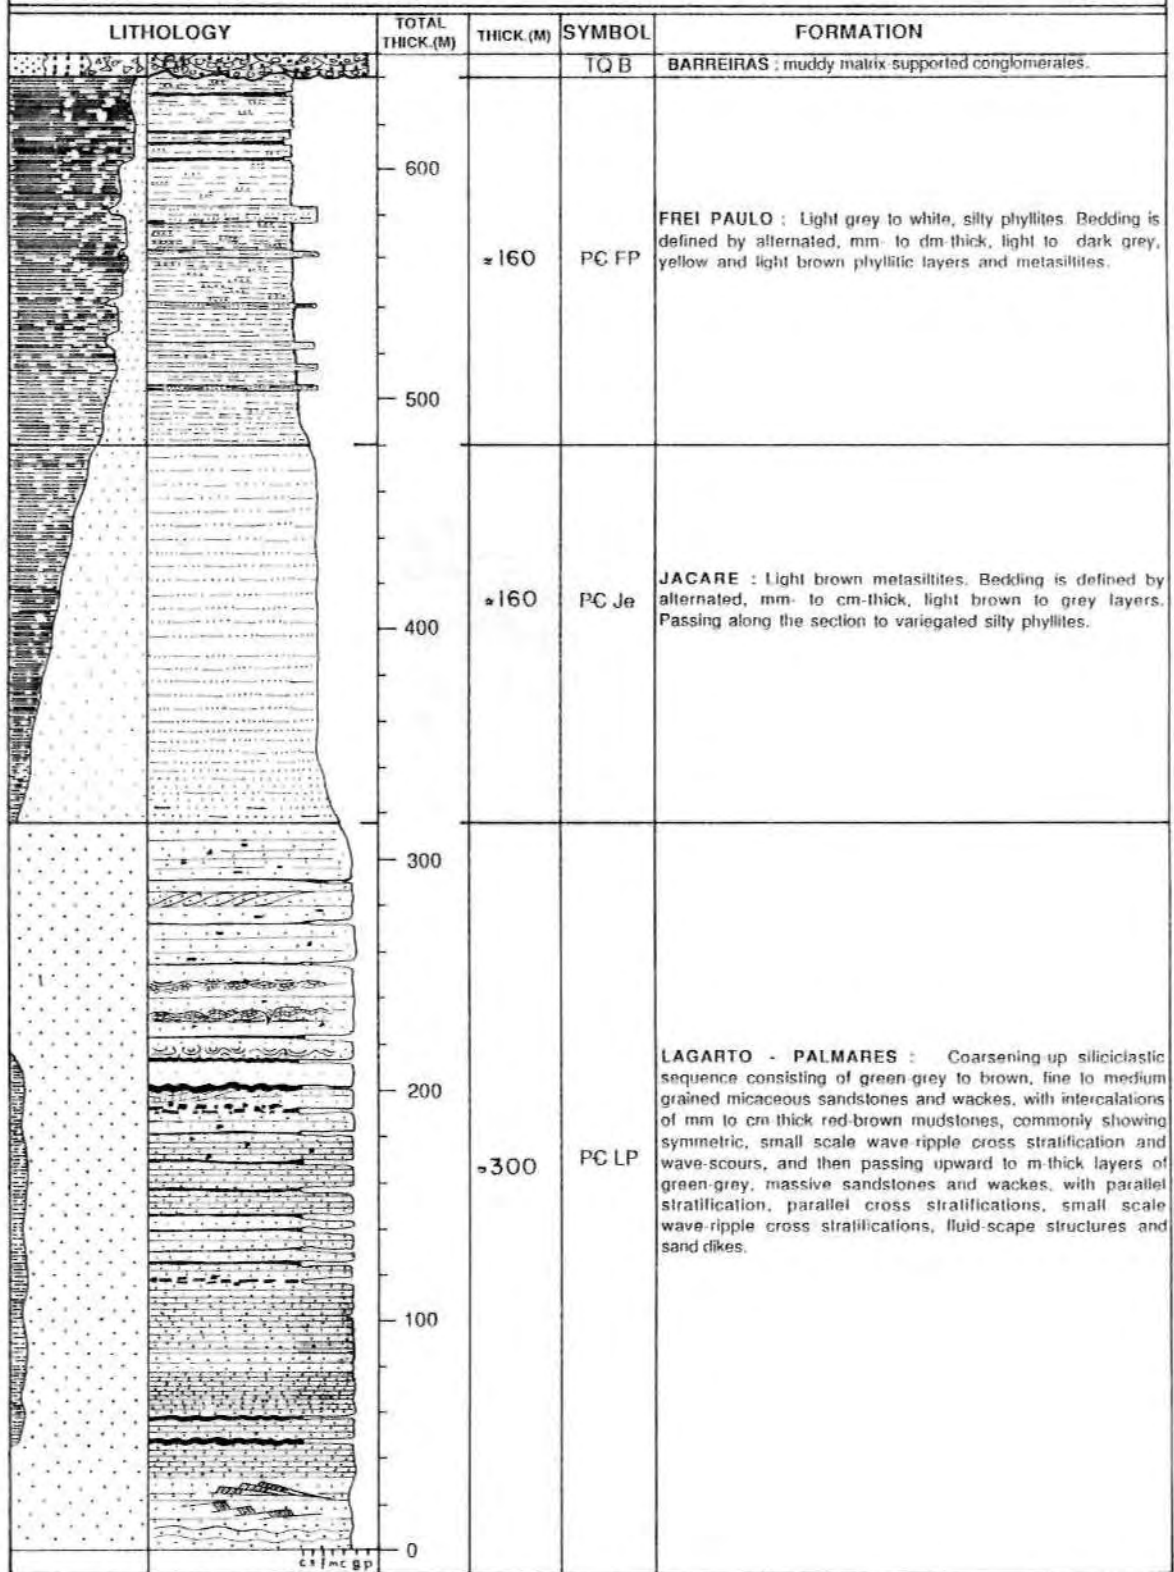 LITHOLOGY
TOTAL
THICK.(M)
THICK.(M)
SYMBOL
FORMATION
TQ B
BARREIRAS : muddy matrix-supported conglomerates.
600
500
400
300
200
100
0
≈160
PC FP
FREI PAULO : Light grey to white, silty phyllites. Bedding is
defined by alternated, mm- to dm-thick, light to dark grey,
yellow and light brown phyllitic layers and metasiltites.
≈160
PC Je
JACARE : Light brown metasiltites. Bedding is defined by
alternated, mm- to cm-thick, light brown to grey layers.
Passing along the section to variegated silty phyllites.
≈300
PC LP
LAGARTO - PALMARES : Coarsening up siliciclastic
sequence consisting of green-grey to brown, fine to medium
grained micaceous sandstones and wackes, with intercalations
of mm to cm thick red-brown mudstones, commonly showing
symmetric, small scale wave-ripple cross stratification and
wave-scours, and then passing upward to m-thick layers of
green-grey, massive sandstones and wackes, with parallel
stratification, parallel cross stratifications, small scale
wave-ripple cross stratifications, fluid-scape structures and
sand dikes.
c s f m c g p